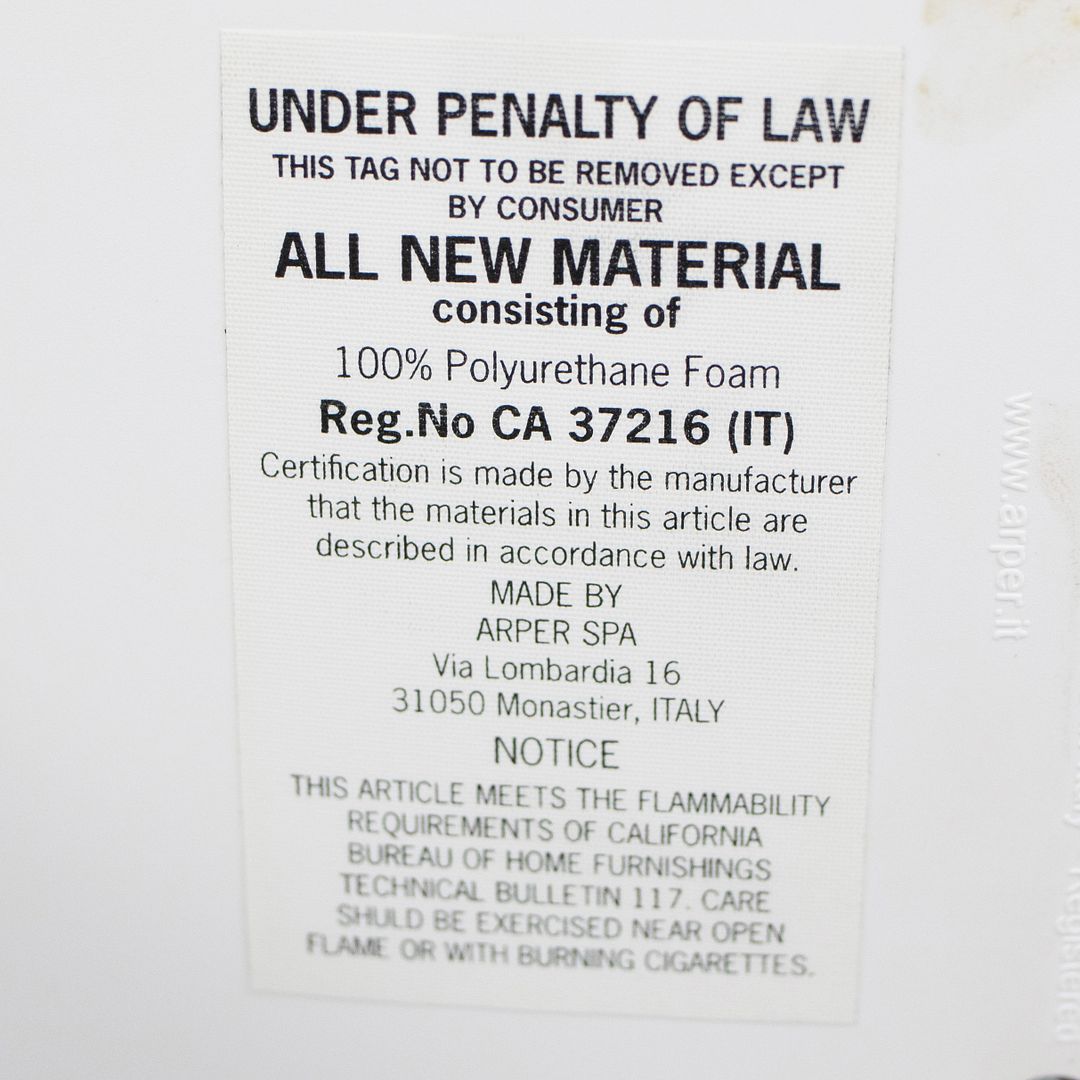 UNDER PENALTY OF LAW
THIS TAG NOT TO BE REMOVED EXCEPT
BY CONSUMER
ALL NEW MATERIAL
consisting of
100% Polyurethane Foam
Reg.No CA 37216 (IT)
Certification is made by the manufacturer
that the materials in this article are
described in accordance with law.
MADE BY
ARPER SPA
Via Lombardia 16
31050 Monastier, ITALY
NOTICE
THIS ARTICLE MEETS THE FLAMMABILITY
REQUIREMENTS OF CALIFORNIA
BUREAU OF HOME FURNISHINGS
TECHNICAL BULLETIN 117. CARE
SHULD BE EXERCISED NEAR OPEN
FLAME OR WITH BURNING CIGARETTES.
www.arper.it
Registered